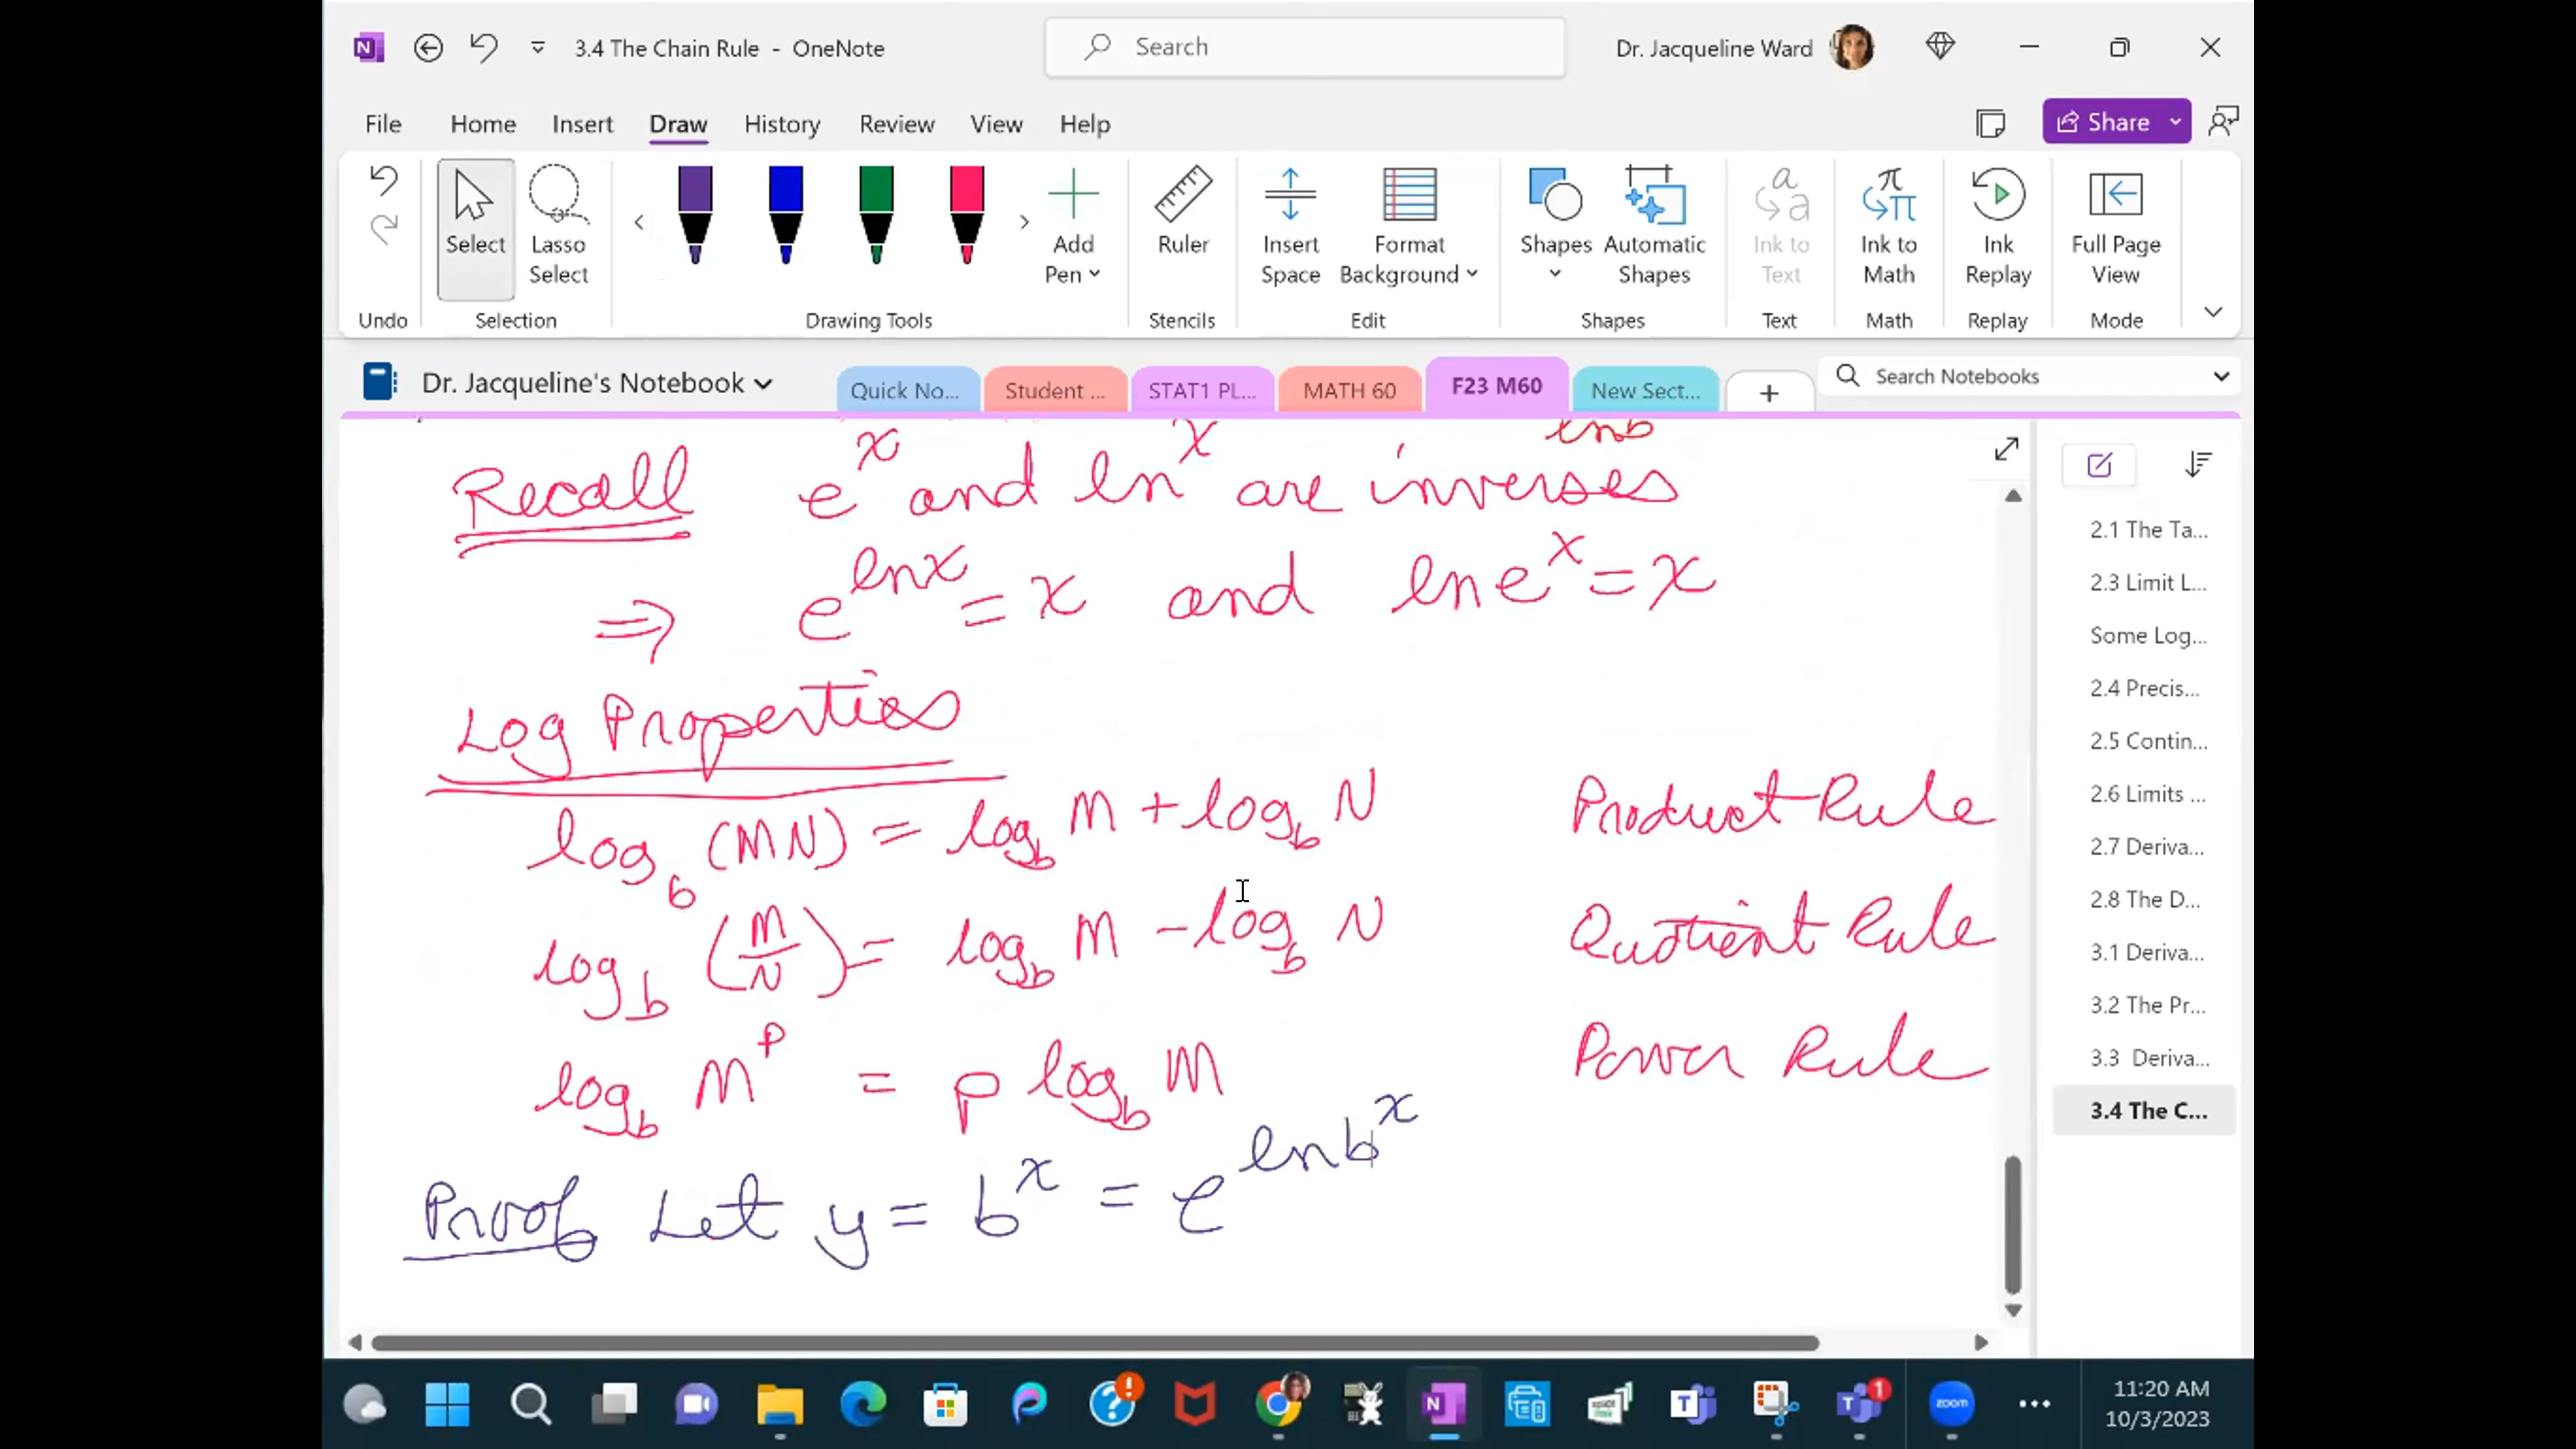 3.4 The Chain Rule - OneNote
Search
Dr. Jacqueline Ward
File Home Insert Draw History Review View Help
Share
Select
Lasso Select
Add Pen
Ruler
Insert Space
Format Background
Shapes
Automatic Shapes
Ink to Text
Ink to Math
Ink Replay
Full Page View
Undo Selection Drawing Tools Stencils Edit Shapes Text Math Replay Mode
Dr. Jacqueline's Notebook
Quick No... Student ... STAT1 PL... MATH 60 F23 M60 New Sect... +
Search Notebooks
lnb
Recall e^x and ln^x are inverses
⇒ e^{lnx} = x and ln e^x = x
Log Properties
log_b (MN) = log_b M + log_b N Product Rule
log_b (M/N) = log_b M - log_b N Quotient Rule
log_b M^p = p log_b M Power Rule
Proof Let y = b^x = e^{lnb^x}
2.1 The Ta...
2.3 Limit L...
Some Log...
2.4 Precis...
2.5 Contin...
2.6 Limits ...
2.7 Deriva...
2.8 The D...
3.1 Deriva...
3.2 The Pr...
3.3 Deriva...
3.4 The C...
zoom
1
11:20 AM
10/3/2023